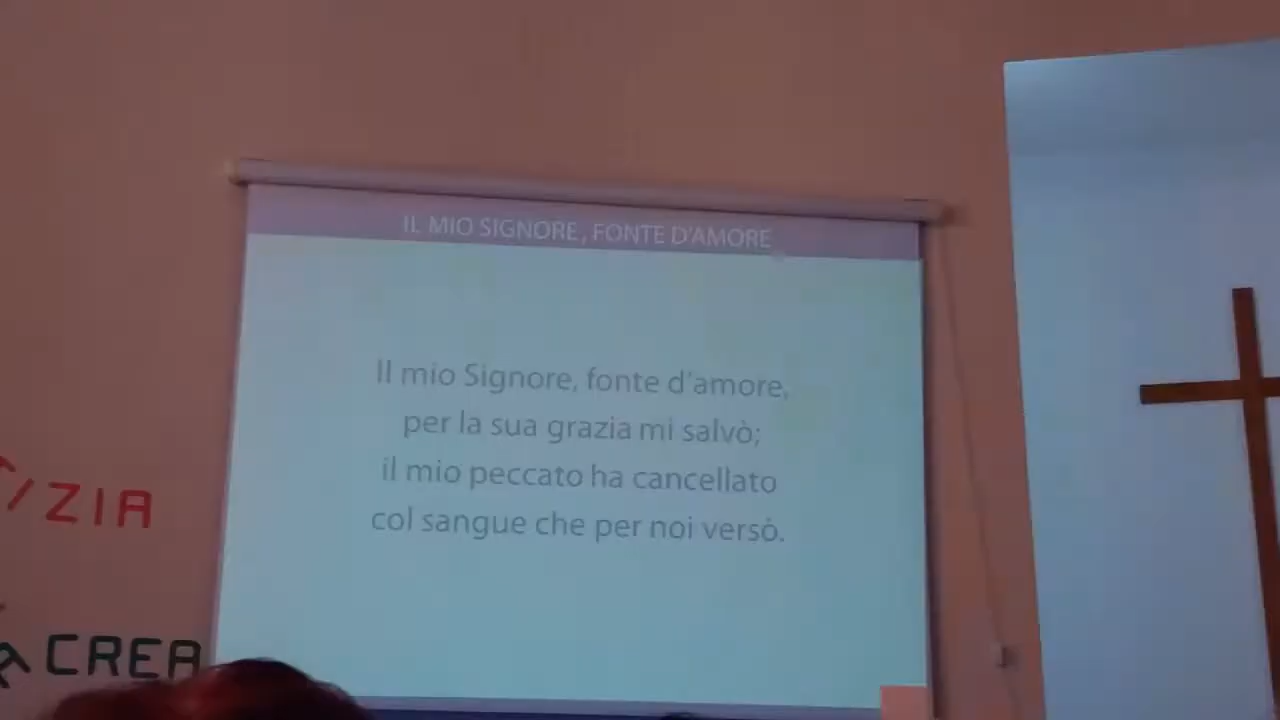 IL MIO SIGNORE, FONTE D'AMORE
Il mio Signore, fonte d'amore,
per la sua grazia mi salvò;
il mio peccato ha cancellato
col sangue che per noi versò.
CREA